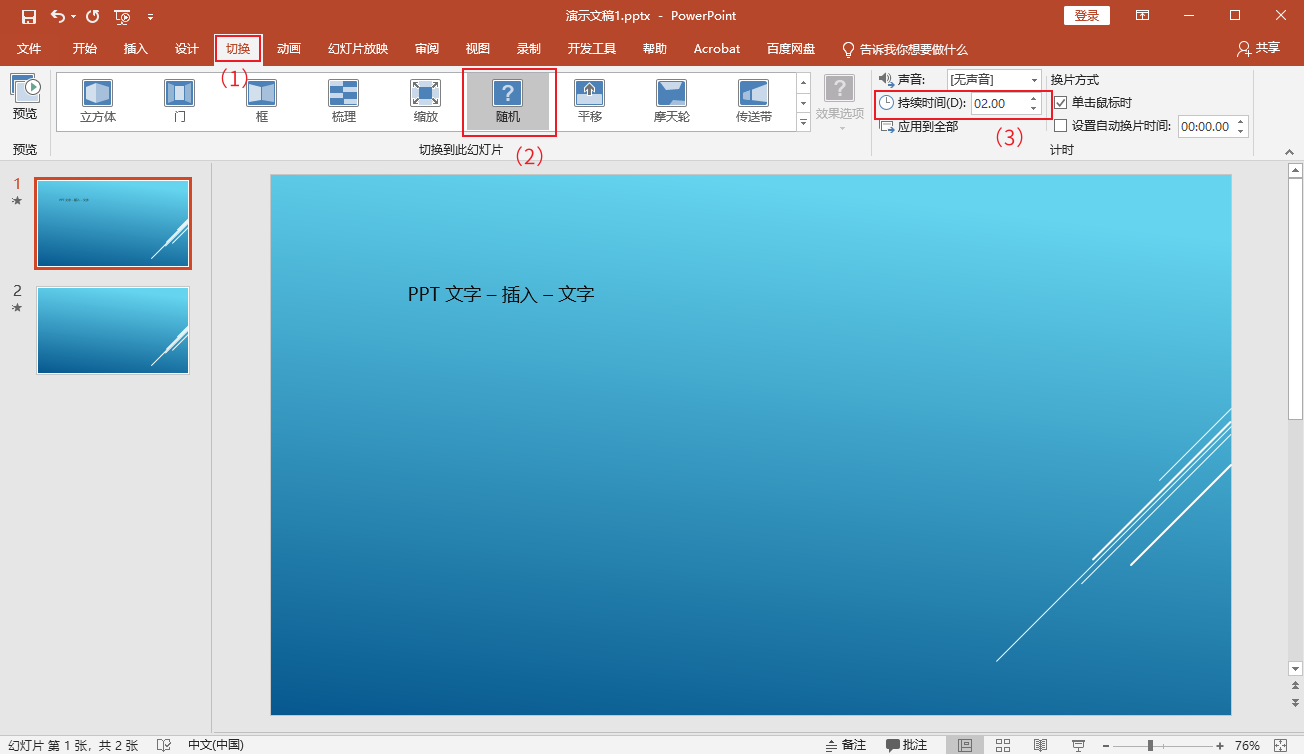 演示文稿1.pptx - PowerPoint
登录
文件 开始 插入 设计 切换 动画 幻灯片放映 审阅 视图 录制 开发工具 帮助 Acrobat 百度网盘 告诉我你想要做什么 共享
(1)
预览
立方体 门 框 梳理 缩放 随机 平移 摩天轮 传送带
效果选项
声音: [无声音] 换片方式
持续时间(D): 02.00 单击鼠标时
应用到全部 设置自动换片时间: 00:00.00
预览 切换到此幻灯片 (2) (3) 计时
1
2
PPT 文字 – 插入 – 文字
幻灯片 第 1 张, 共 2 张 中文(中国) 备注 批注 76%